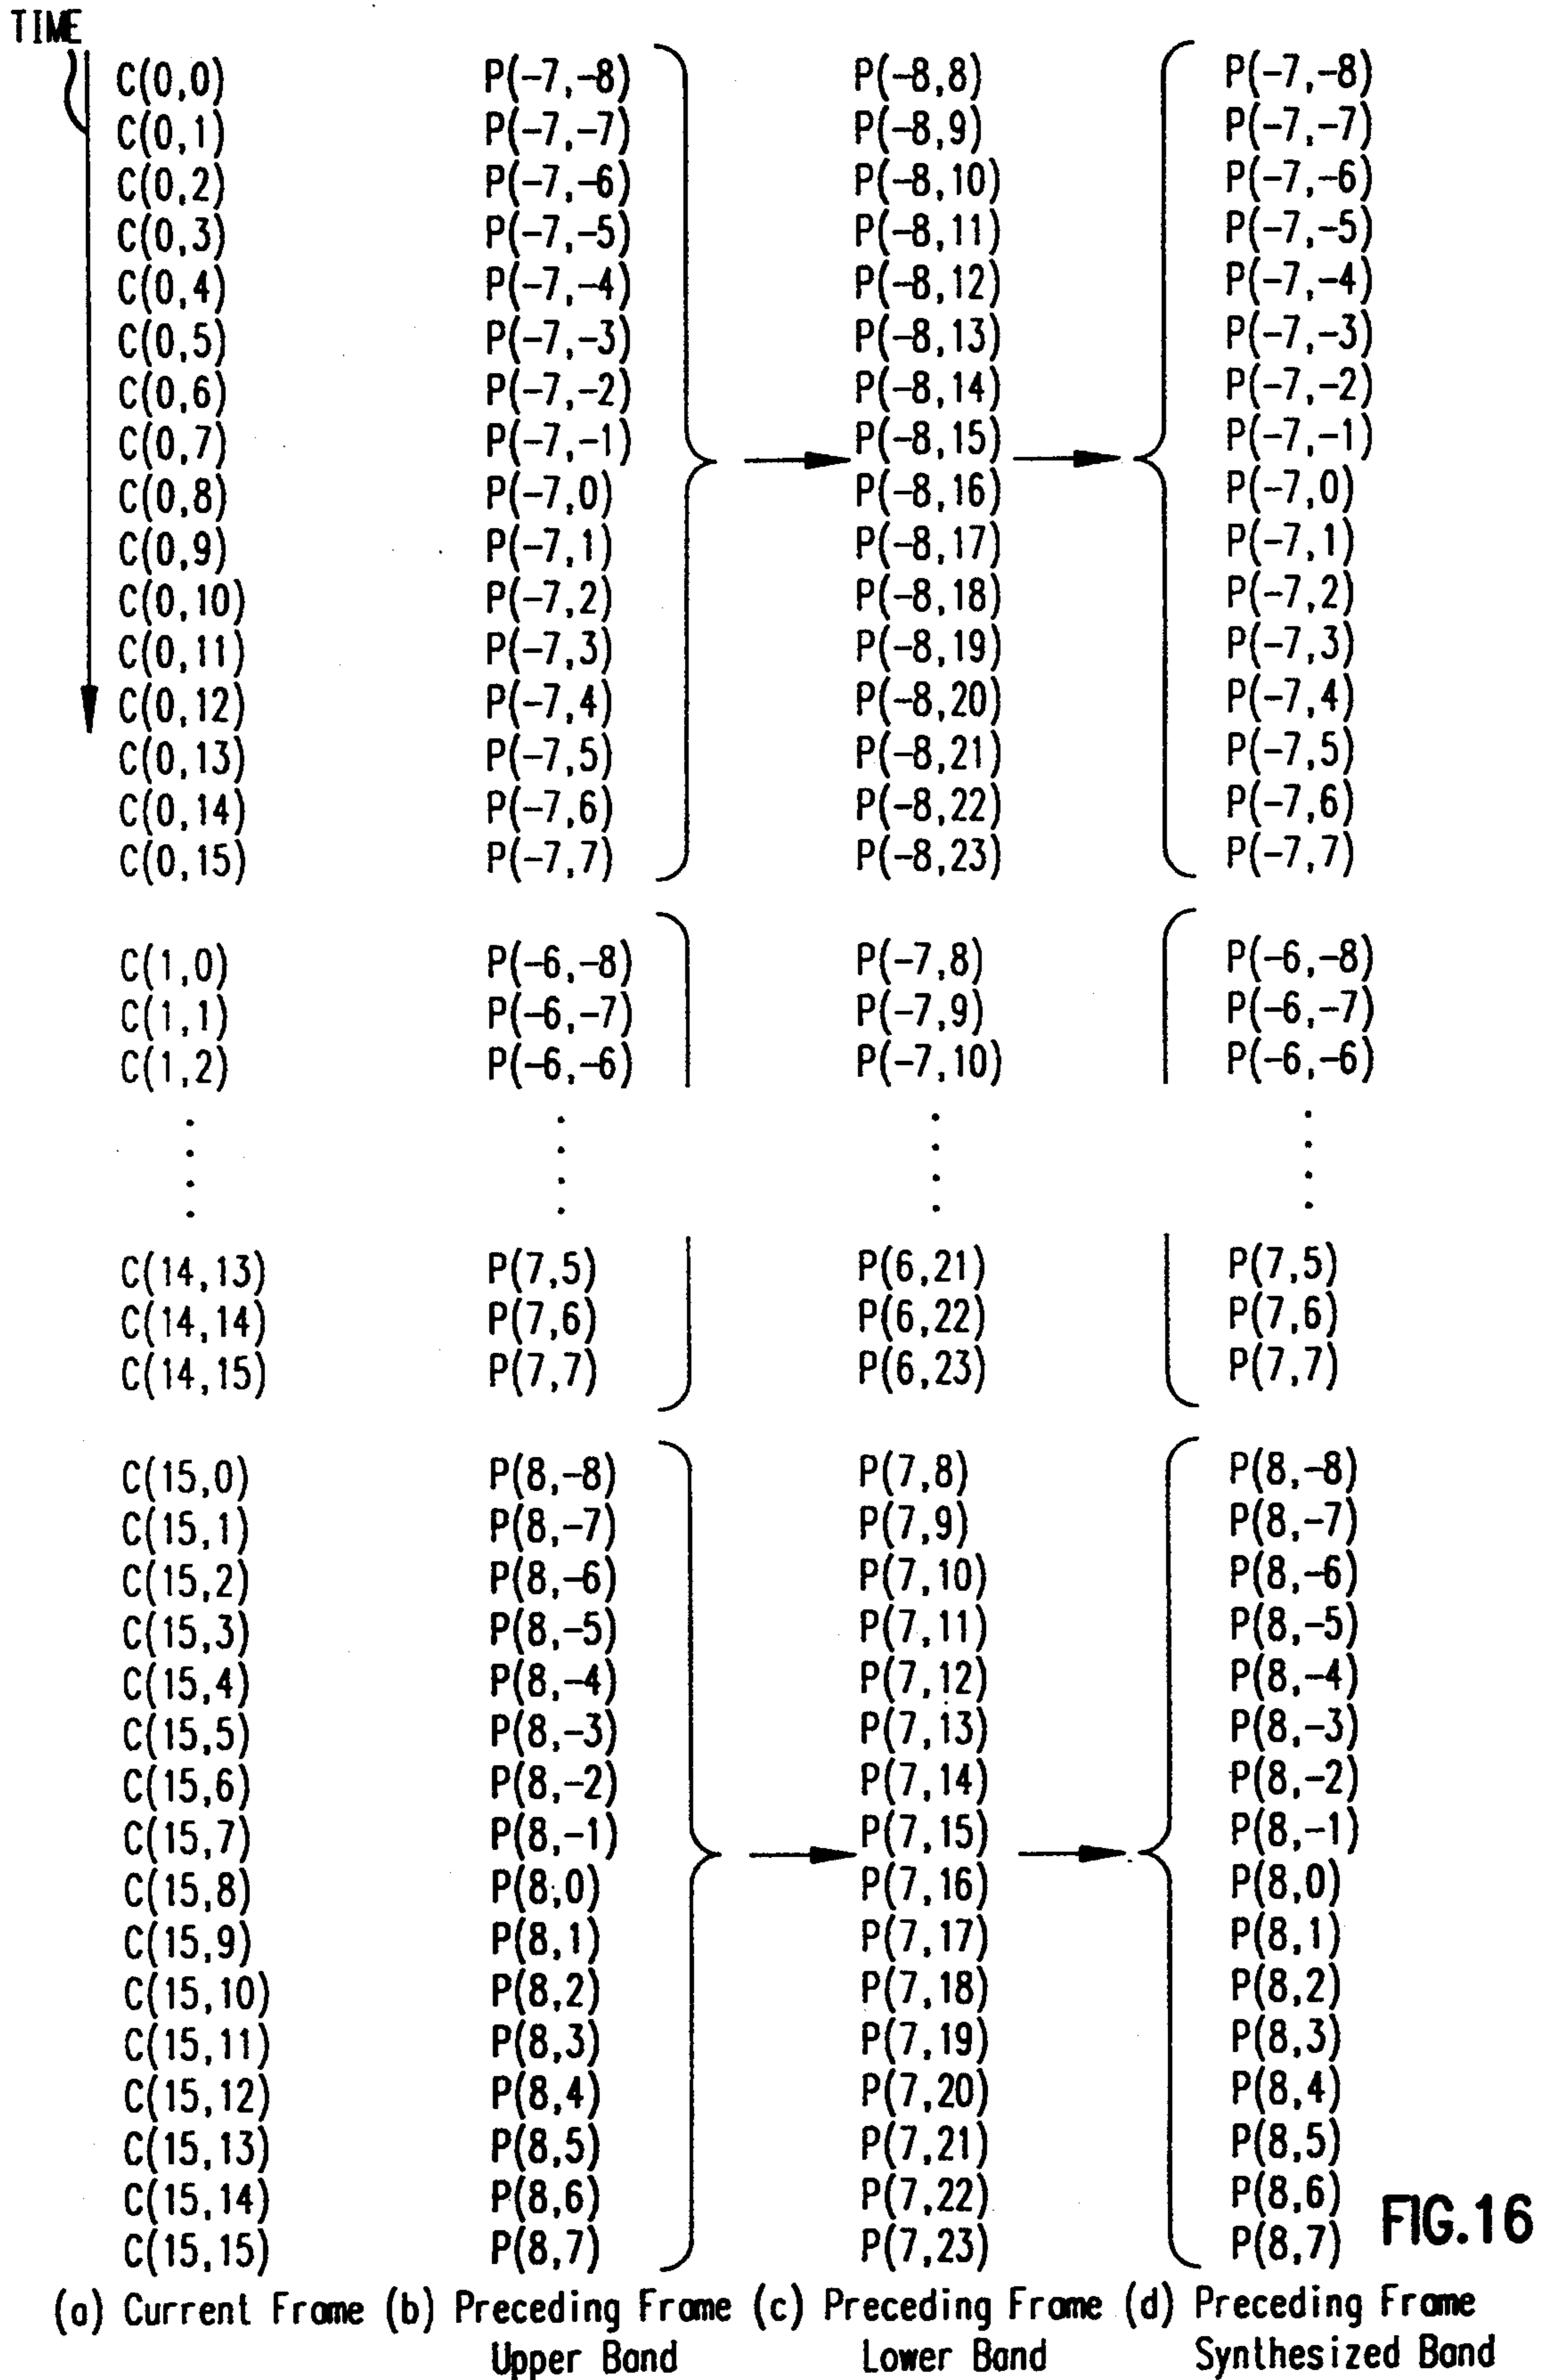 TIME
C(0,0) P(-7,-8) P(-8,8) P(-7,-8)
C(0,1) P(-7,-7) P(-8,9) P(-7,-7)
C(0,2) P(-7,-6) P(-8,10) P(-7,-6)
C(0,3) P(-7,-5) P(-8,11) P(-7,-5)
C(0,4) P(-7,-4) P(-8,12) P(-7,-4)
C(0,5) P(-7,-3) P(-8,13) P(-7,-3)
C(0,6) P(-7,-2) P(-8,14) P(-7,-2)
C(0,7) P(-7,-1) P(-8,15) P(-7,-1)
C(0,8) P(-7,0) P(-8,16) P(-7,0)
C(0,9) P(-7,1) P(-8,17) P(-7,1)
C(0,10) P(-7,2) P(-8,18) P(-7,2)
C(0,11) P(-7,3) P(-8,19) P(-7,3)
C(0,12) P(-7,4) P(-8,20) P(-7,4)
C(0,13) P(-7,5) P(-8,21) P(-7,5)
C(0,14) P(-7,6) P(-8,22) P(-7,6)
C(0,15) P(-7,7) P(-8,23) P(-7,7)
C(1,0) P(-6,-8) P(-7,8) P(-6,-8)
C(1,1) P(-6,-7) P(-7,9) P(-6,-7)
C(1,2) P(-6,-6) P(-7,10) P(-6,-6)
C(14,13) P(7,5) P(6,21) P(7,5)
C(14,14) P(7,6) P(6,22) P(7,6)
C(14,15) P(7,7) P(6,23) P(7,7)
C(15,0) P(8,-8) P(7,8) P(8,-8)
C(15,1) P(8,-7) P(7,9) P(8,-7)
C(15,2) P(8,-6) P(7,10) P(8,-6)
C(15,3) P(8,-5) P(7,11) P(8,-5)
C(15,4) P(8,-4) P(7,12) P(8,-4)
C(15,5) P(8,-3) P(7,13) P(8,-3)
C(15,6) P(8,-2) P(7,14) P(8,-2)
C(15,7) P(8,-1) P(7,15) P(8,-1)
C(15,8) P(8,0) P(7,16) P(8,0)
C(15,9) P(8,1) P(7,17) P(8,1)
C(15,10) P(8,2) P(7,18) P(8,2)
C(15,11) P(8,3) P(7,19) P(8,3)
C(15,12) P(8,4) P(7,20) P(8,4)
C(15,13) P(8,5) P(7,21) P(8,5)
C(15,14) P(8,6) P(7,22) P(8,6)
C(15,15) P(8,7) P(7,23) P(8,7)
FIG.16
(a) Current Frame (b) Preceding Frame (c) Preceding Frame (d) Preceding Frame
Upper Band Lower Band Synthesized Band